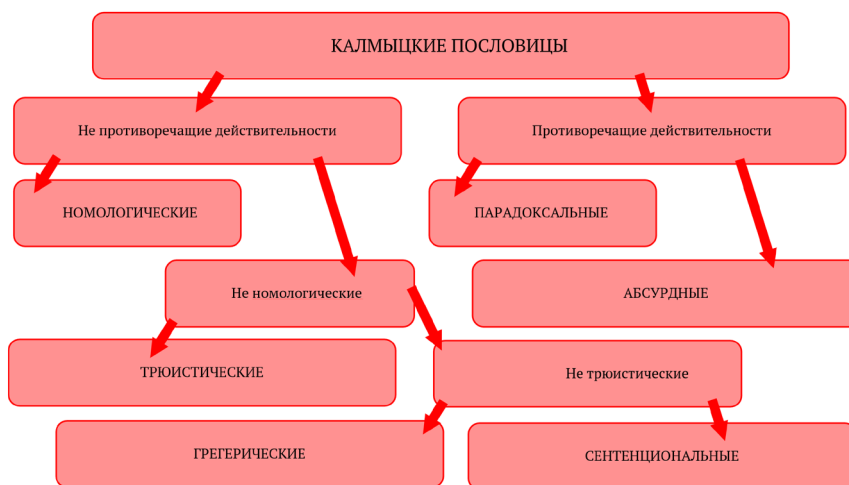 КАЛМЫЦКИЕ ПОСЛОВИЦЫ
Не противоречащие действительности
Противоречащие действительности
НОМОЛОГИЧЕСКИЕ
ПАРАДОКСАЛЬНЫЕ
Не номологические
АБСУРДНЫЕ
ТРЮИСТИЧЕСКИЕ
Не трюистические
ГРЕГЕРИЧЕСКИЕ
СЕНТЕНЦИОНАЛЬНЫЕ